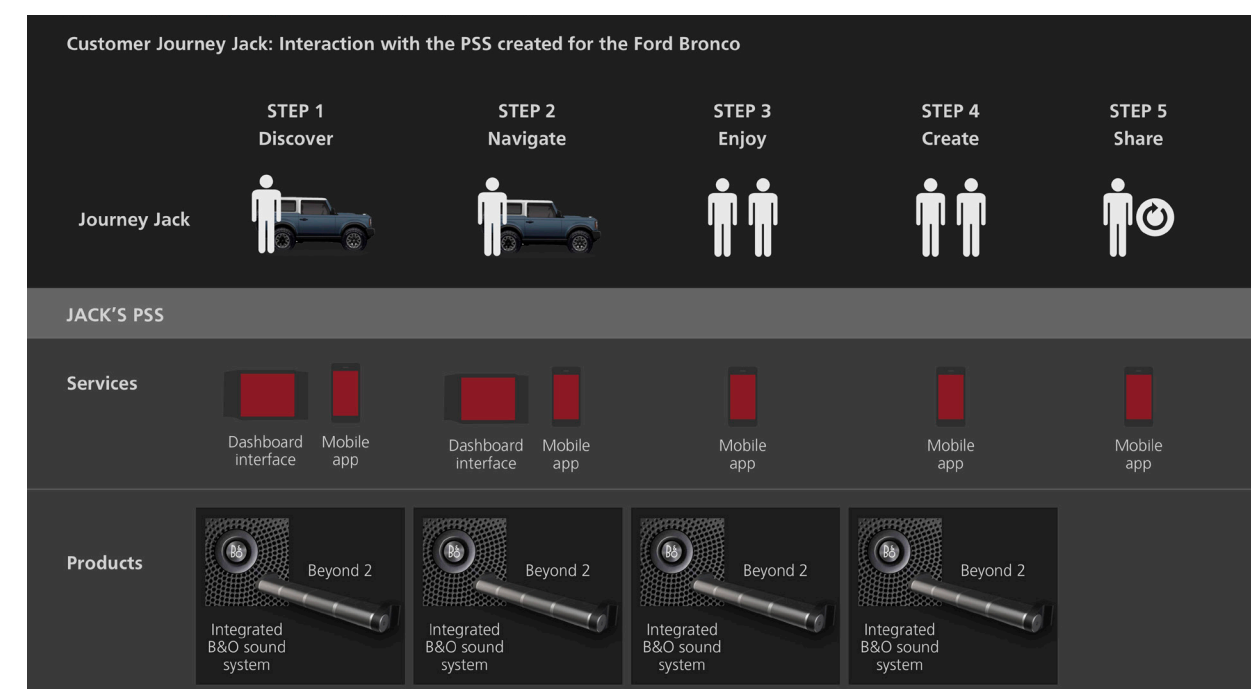 Customer Journey Jack: Interaction with the PSS created for the Ford Bronco
STEP 1
Discover
STEP 2
Navigate
STEP 3
Enjoy
STEP 4
Create
STEP 5
Share
Journey Jack
JACK'S PSS
Services
Dashboard
interface
Mobile
app
Dashboard
interface
Mobile
app
Mobile
app
Mobile
app
Mobile
app
Products
B&O
Beyond 2
Integrated
B&O sound
system
B&O
Beyond 2
Integrated
B&O sound
system
B&O
Beyond 2
Integrated
B&O sound
system
B&O
Beyond 2
Integrated
B&O sound
system